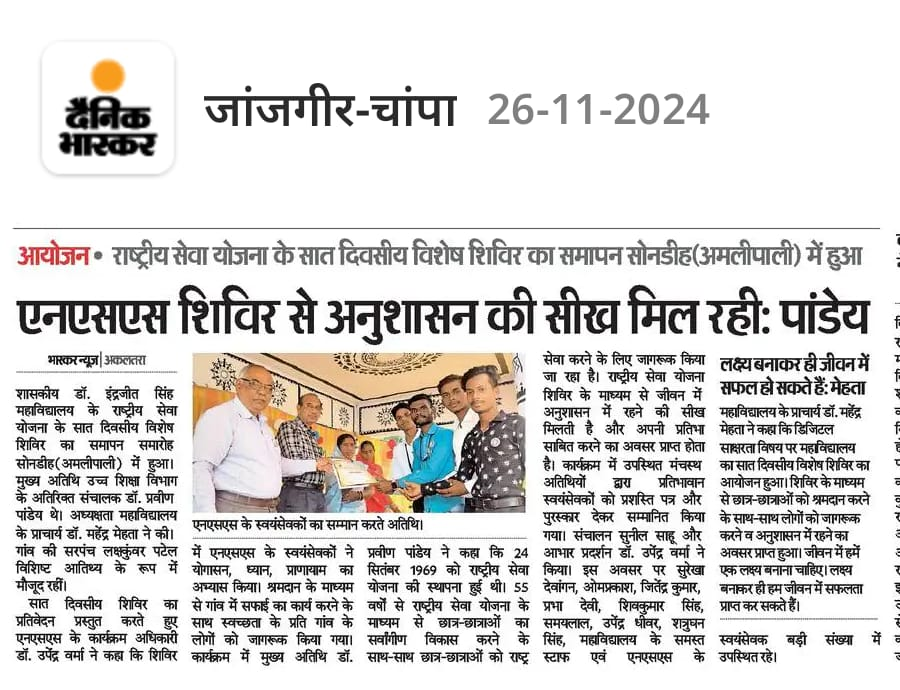 दैनिक
भास्कर
जांजगीर-चांपा 26-11-2024
आयोजन • राष्ट्रीय सेवा योजना के सात दिवसीय विशेष शिविर का समापन सोनडीह(अमलीपाली) में हुआ
एनएसएस शिविर से अनुशासन की सीख मिल रही: पांडेय
भास्कर न्यूज | अकलतरा
शासकीय डॉ. इंद्रजीत सिंह
महाविद्यालय के राष्ट्रीय सेवा
योजना के सात दिवसीय विशेष
शिविर का समापन समारोह
सोनडीह(अमलीपाली) में हुआ।
मुख्य अतिथि उच्च शिक्षा विभाग
के अतिरिक्त संचालक डॉ. प्रवीण
पांडेय थे। अध्यक्षता महाविद्यालय
के प्राचार्य डॉ. महेंद्र मेहता ने की।
गांव की सरपंच लक्षकुंवर पटेल
विशिष्ट आतिथ्य के रूप में
मौजूद रहीं।
सात दिवसीय शिविर का
प्रतिवेदन प्रस्तुत करते हुए
एनएसएस के कार्यक्रम अधिकारी
डॉ. उपेंद्र वर्मा ने कहा कि शिविर
एनएसएस के स्वयंसेवकों का सम्मान करते अतिथि।
में एनएसएस के स्वयंसेवकों ने
योगासन, ध्यान, प्राणायाम का
अभ्यास किया। श्रमदान के माध्यम
से गांव में सफाई का कार्य करने के
साथ स्वच्छता के प्रति गांव के
लोगों को जागरूक किया गया।
कार्यक्रम में मुख्य अतिथि डॉ.
प्रवीण पांडेय ने कहा कि 24
सितंबर 1969 को राष्ट्रीय सेवा
योजना की स्थापना हुई थी। 55
वर्षों से राष्ट्रीय सेवा योजना के
माध्यम से छात्र-छात्राओं का
सर्वांगीण विकास करने के
साथ-साथ छात्र-छात्राओं को राष्ट्र
सेवा करने के लिए जागरूक किया
जा रहा है। राष्ट्रीय सेवा योजना
शिविर के माध्यम से जीवन में
अनुशासन में रहने की सीख
मिलती है और अपनी प्रतिभा
साबित करने का अवसर प्राप्त होता
है। कार्यक्रम में उपस्थित मंचस्थ
अतिथियों द्वारा प्रतिभावान
स्वयंसेवकों को प्रशस्ति पत्र और
पुरस्कार देकर सम्मानित किया
गया। संचालन सुनील साहू और
आभार प्रदर्शन डॉ. उपेंद्र वर्मा ने
किया। इस अवसर पर सुरेखा
देवांगन, ओमप्रकाश, जितेंद्र कुमार,
प्रभा देवी, शिवकुमार सिंह,
समयलाल, उपेंद्र धीवर, शत्रुघन
सिंह, महाविद्यालय के समस्त
स्टाफ एवं एनएसएस के
लक्ष्य बनाकर ही जीवन में
सफल हो सकते हैं: मेहता
महाविद्यालय के प्राचार्य डॉ. महेंद्र
मेहता ने कहा कि डिजिटल
साक्षरता विषय पर महाविद्यालय
का सात दिवसीय विशेष शिविर का
आयोजन हुआ। शिविर के माध्यम
से छात्र-छात्राओं को श्रमदान करने
के साथ-साथ लोगों को जागरूक
करने व अनुशासन में रहने का
अवसर प्राप्त हुआ। जीवन में हमें
एक लक्ष्य बनाना चाहिए। लक्ष्य
बनाकर ही हम जीवन में सफलता
प्राप्त कर सकते हैं।
स्वयंसेवक बड़ी संख्या में
उपस्थित रहे।